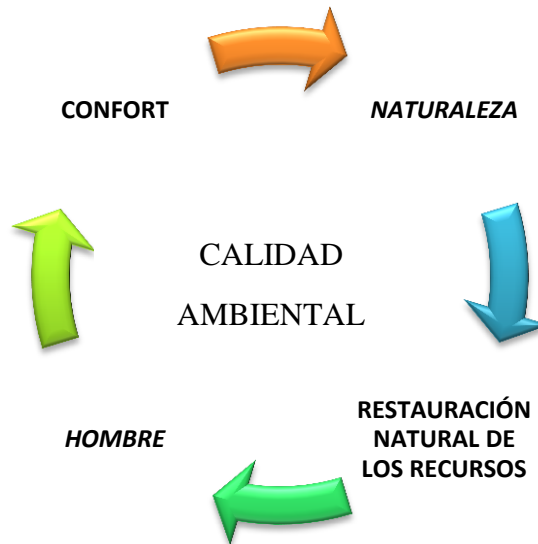 CONFORT
NATURALEZA
CALIDAD
AMBIENTAL
HOMBRE
RESTAURACIÓN
NATURAL DE
LOS RECURSOS